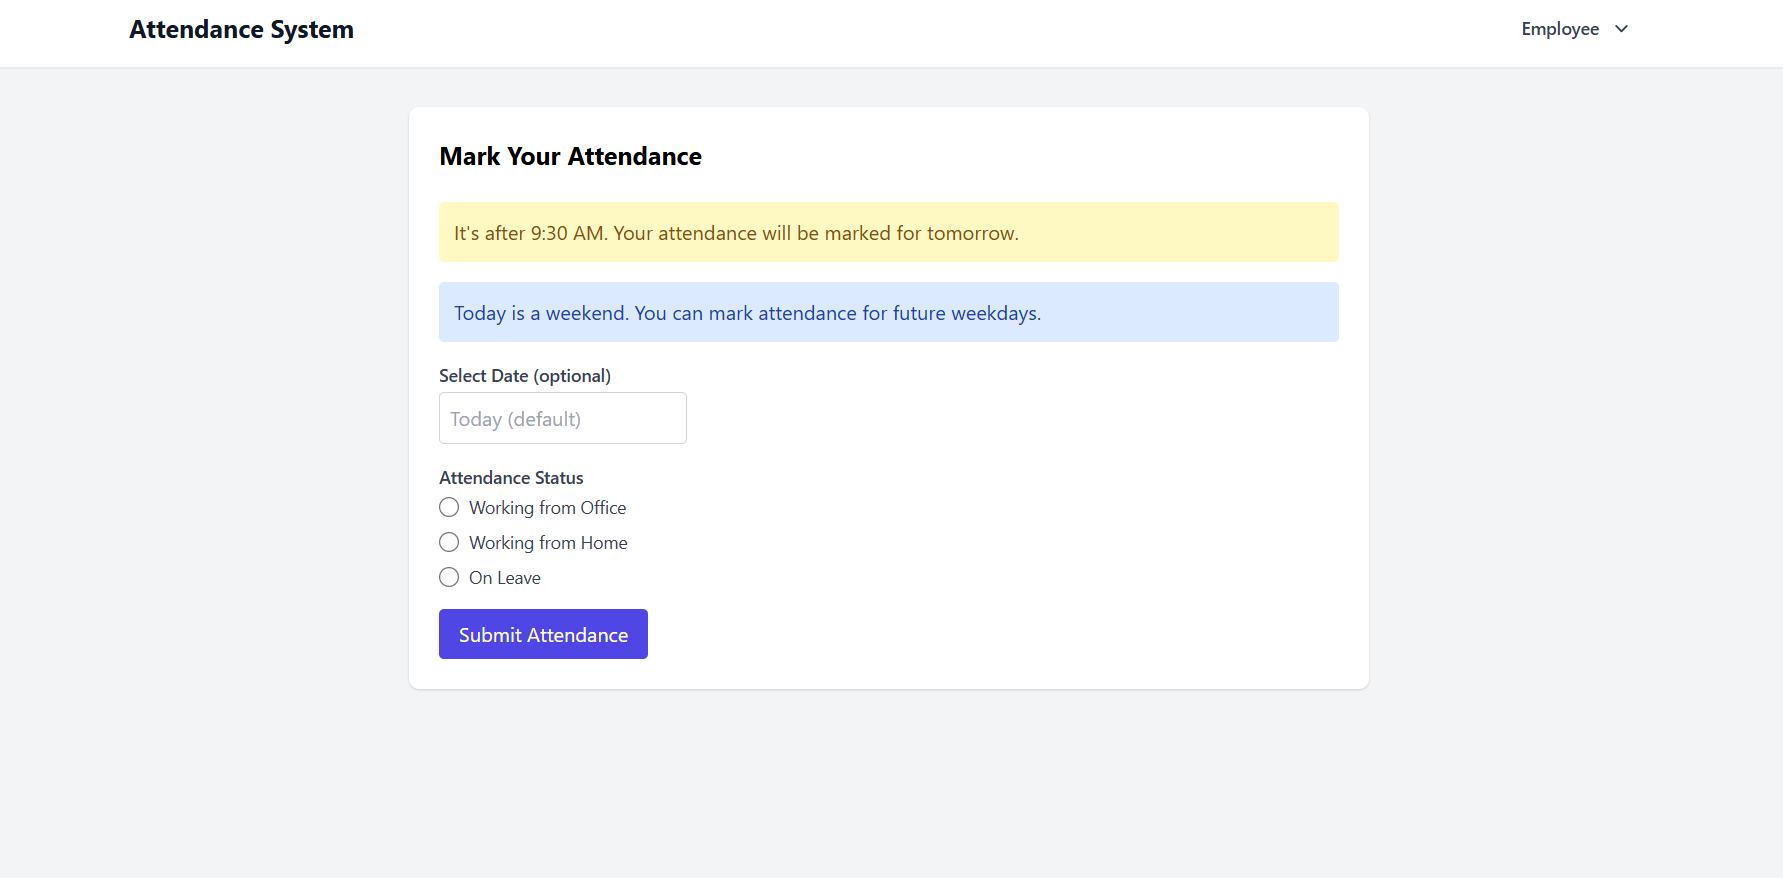 Attendance System
Employee
Mark Your Attendance
It's after 9:30 AM. Your attendance will be marked for tomorrow.
Today is a weekend. You can mark attendance for future weekdays.
Select Date (optional)
Today (default)
Attendance Status
Working from Office
Working from Home
On Leave
Submit Attendance